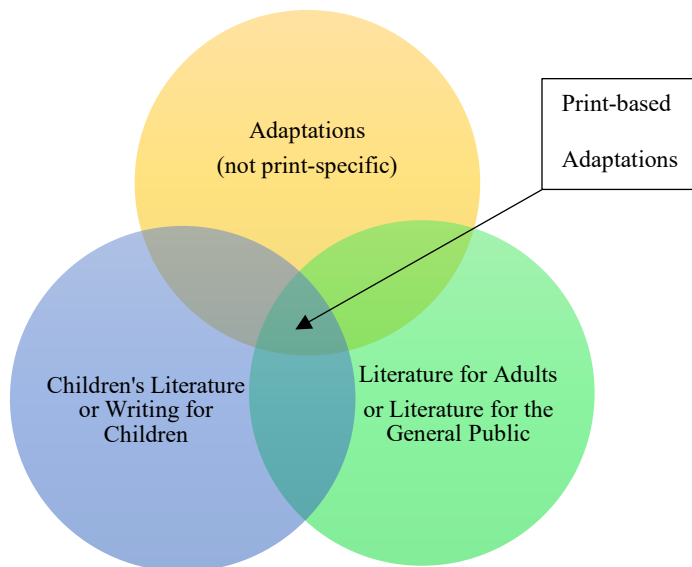 Adaptations
(not print-specific)
Print-based
Adaptations
Children's Literature
or Writing for
Children
Literature for Adults
or Literature for the
General Public